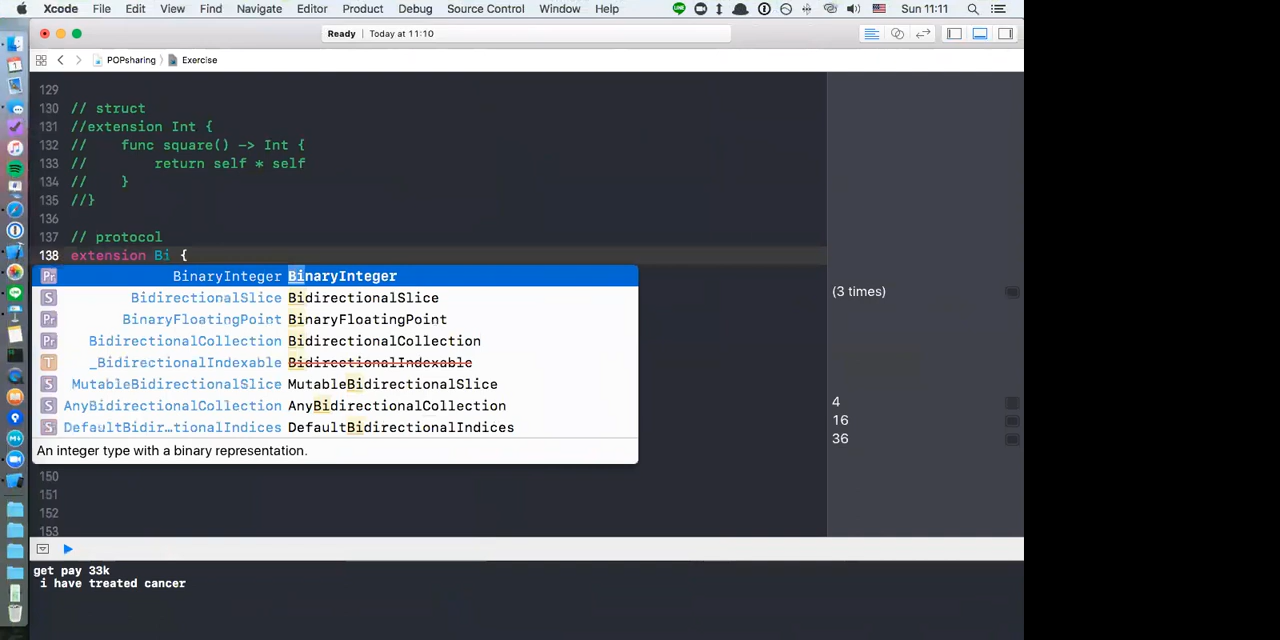 Xcode File Edit View Find Navigate Editor Product Debug Source Control Window Help Sun 11:11
Ready | Today at 11:10
POPsharing Exercise
129
130 // struct
131 //extension Int {
132 // func square() -> Int {
133 // return self * self
134 // }
135 //}
136
137 // protocol
138 extension Bi {
Pr BinaryInteger BinaryInteger
S BidirectionalSlice BidirectionalSlice
(3 times)
Pr BinaryFloatingPoint BinaryFloatingPoint
Pr BidirectionalCollection BidirectionalCollection
T _BidirectionalIndexable BidirectionalIndexable
S MutableBidirectionalSlice MutableBidirectionalSlice
S AnyBidirectionalCollection AnyBidirectionalCollection
4
S DefaultBidir…tionalIndices DefaultBidirectionalIndices
16
36
An integer type with a binary representation.
150
151
152
153
get pay 33k
i have treated cancer